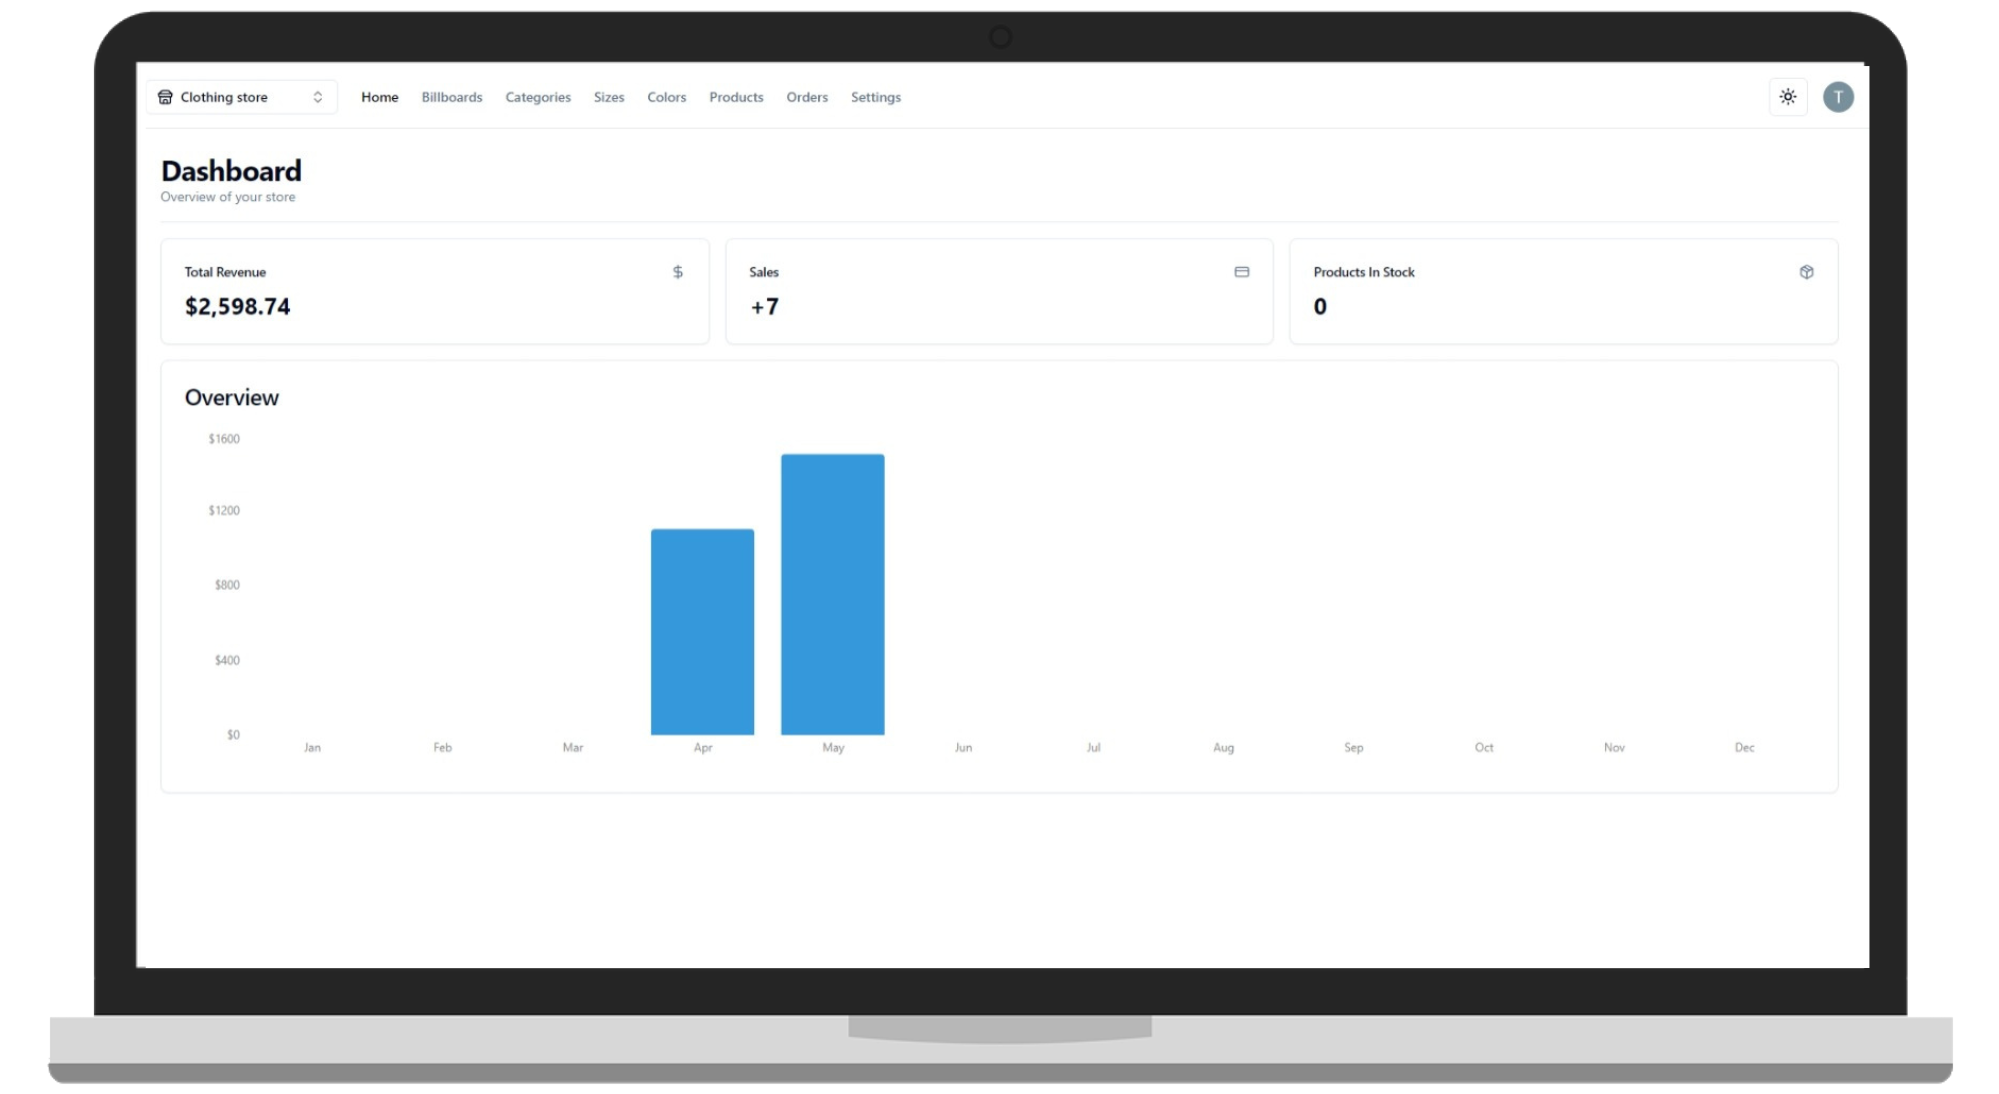 Clothing store Home Billboards Categories Sizes Colors Products Orders Settings T
Dashboard
Overview of your store
Total Revenue
$2,598.74
Sales
+7
Products In Stock
0
Overview
$1600
$1200
$800
$400
$0
Jan Feb Mar Apr May Jun Jul Aug Sep Oct Nov Dec